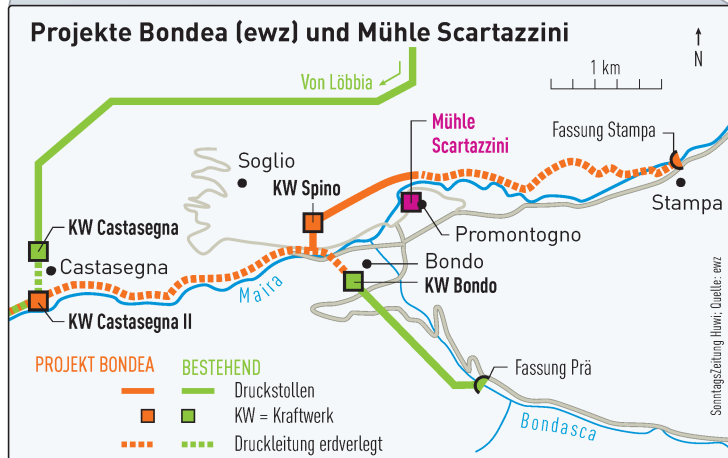 Projekte Bondea (ewz) und Mühle Scartazzini
Von Löbbia
1 km
N
Mühle
Scartazzini
Fassung Stampa
Soglio
KW Spino
Stampa
KW Castasegna
Promontogno
Castasegna
Bondo
KW Bondo
Maira
KW Castasegna II
PROJEKT BONDEA
BESTEHEND
Fassung Prä
Druckstollen
KW = Kraftwerk
Druckleitung erdverlegt
Bondasca
SonntagsZeitung Huwi; Quelle: ewz